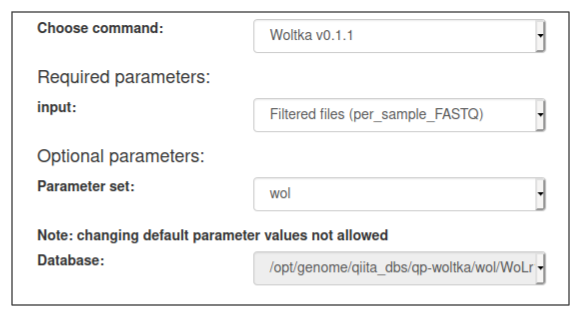 Choose command:
Woltka v0.1.1
Required parameters:
input:
Filtered files (per_sample_FASTQ)
Optional parameters:
Parameter set:
wol
Note: changing default parameter values not allowed
Database:
/opt/genome/qiita_dbs/qp-woltka/wol/WoLr